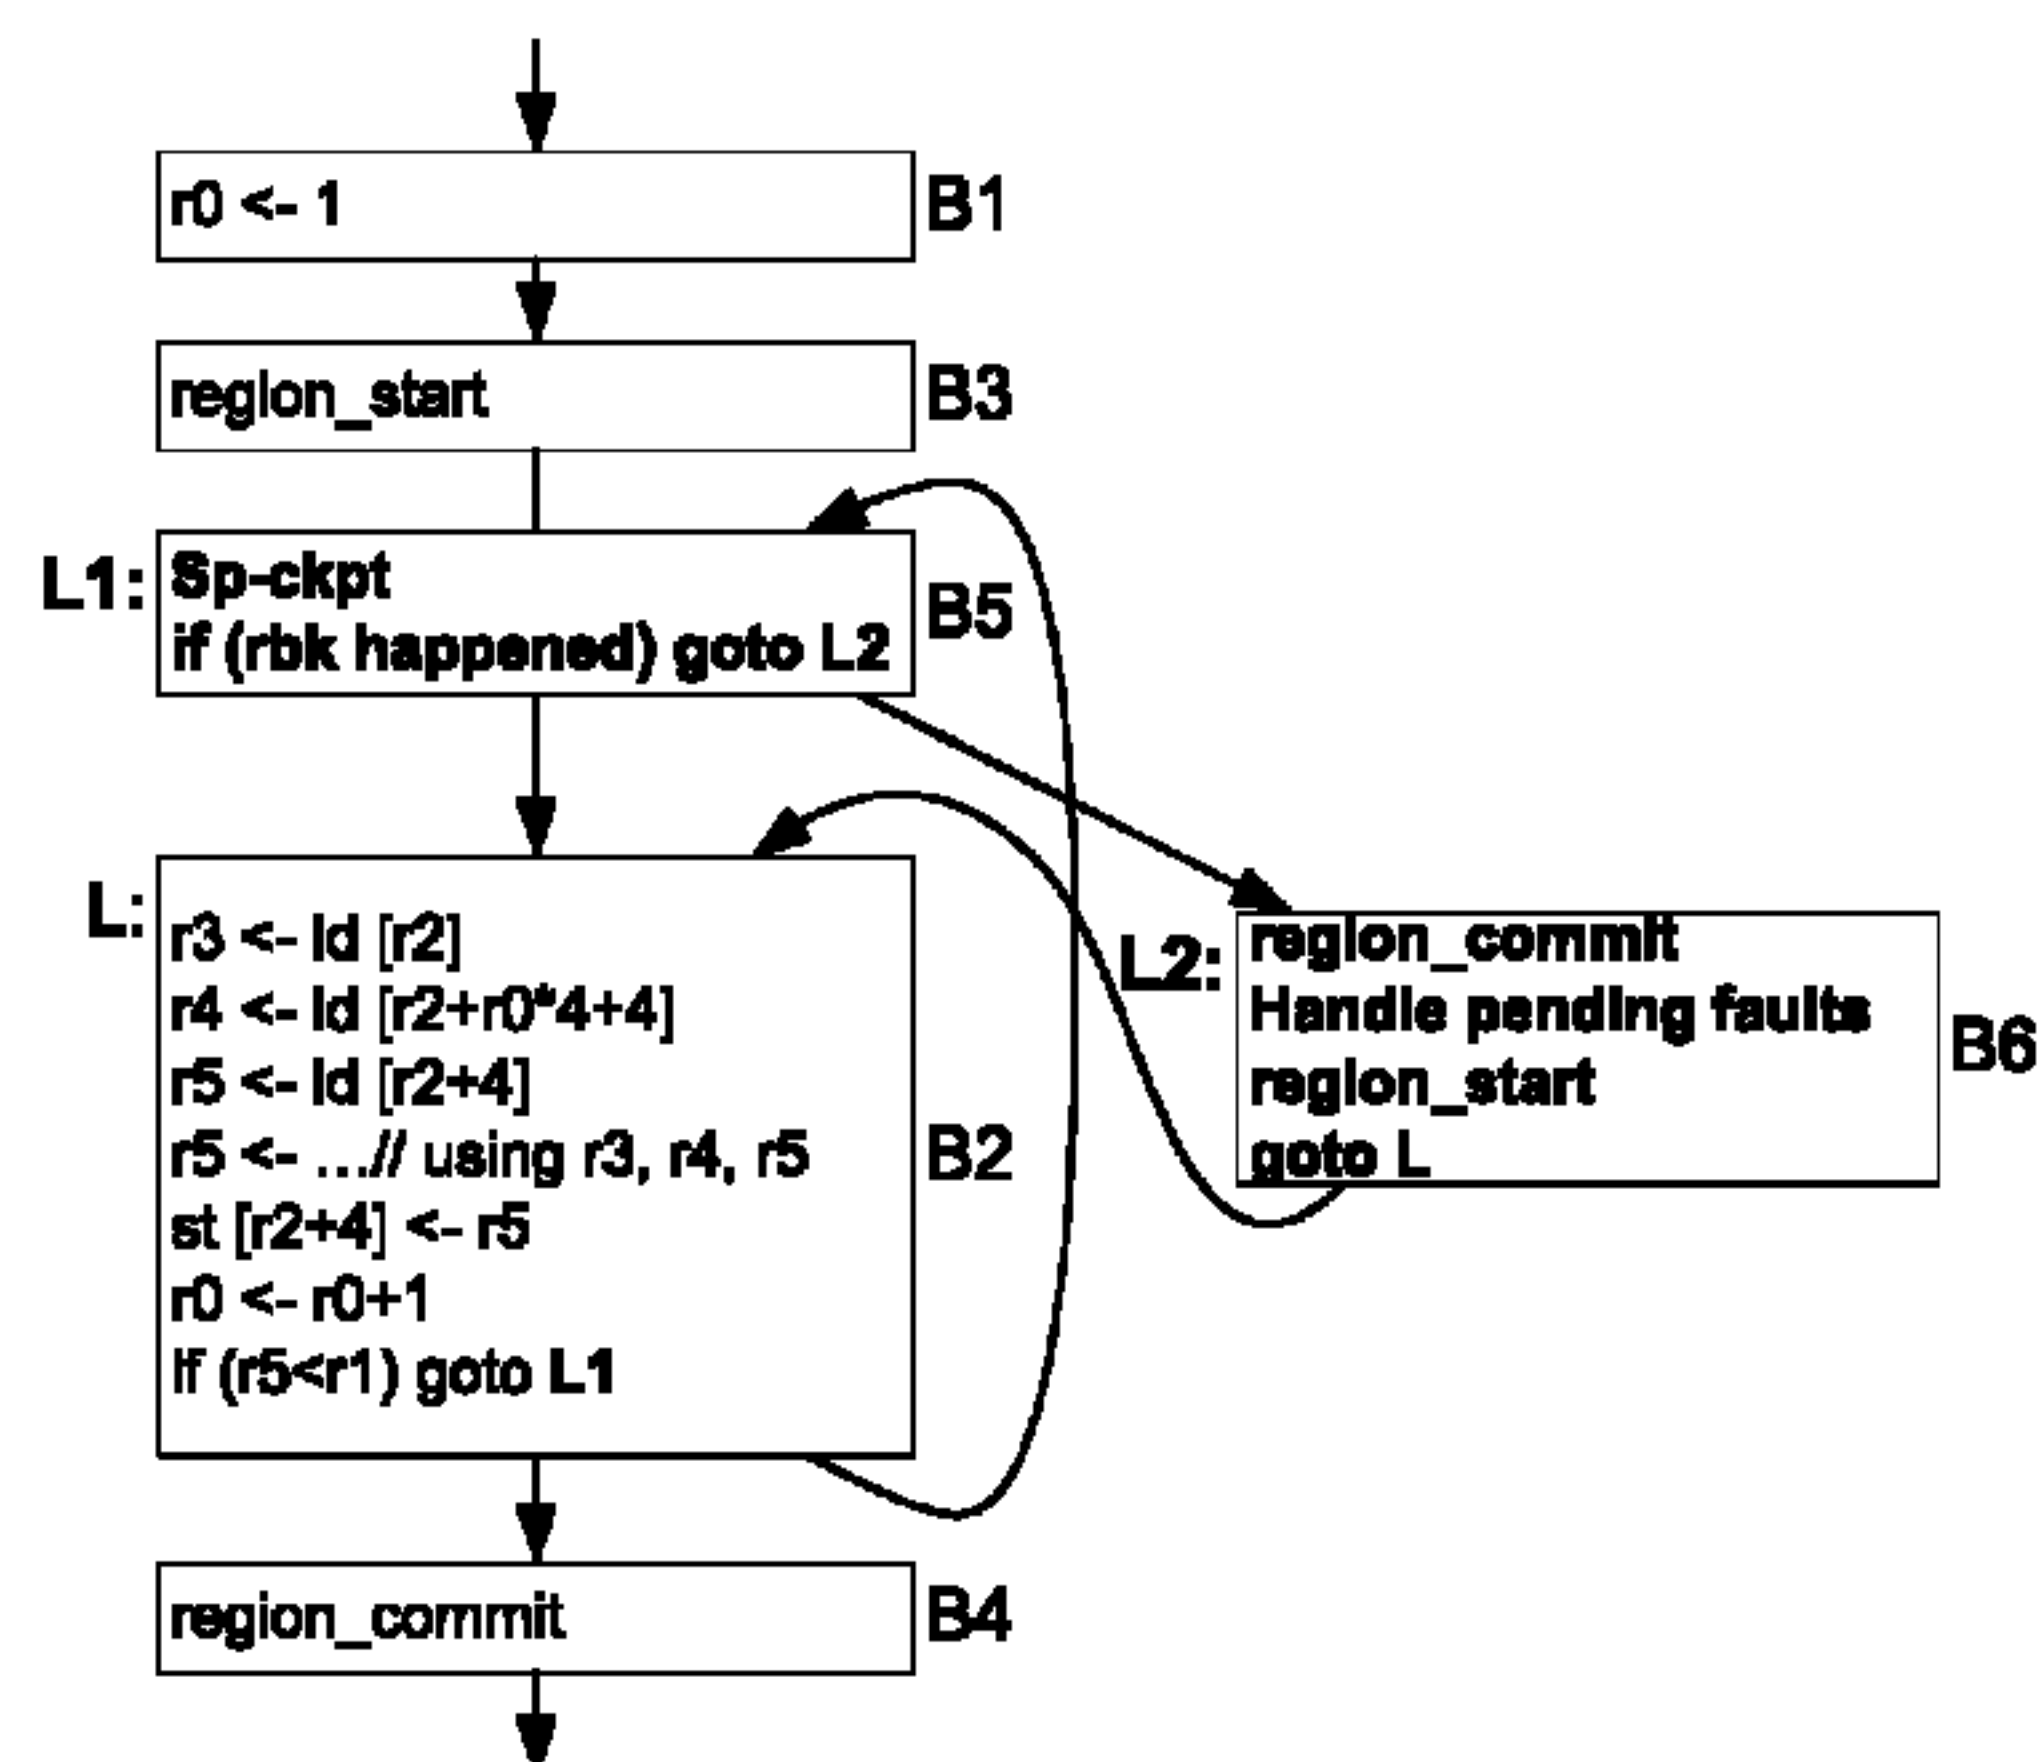 r0 <- 1
B1
region_start
B3
L1:
Sp-ckpt
if (rbk happened) goto L2
B5
L:
r3 <- ld [r2]
r4 <- ld [r2+r0*4+4]
r5 <- ld [r2+4]
r5 <- ...// using r3, r4, r5
st [r2+4] <- r5
r0 <- r0+1
if (r5<r1) goto L1
B2
L2:
region_commit
Handle pending faults
region_start
goto L
B6
region_commit
B4